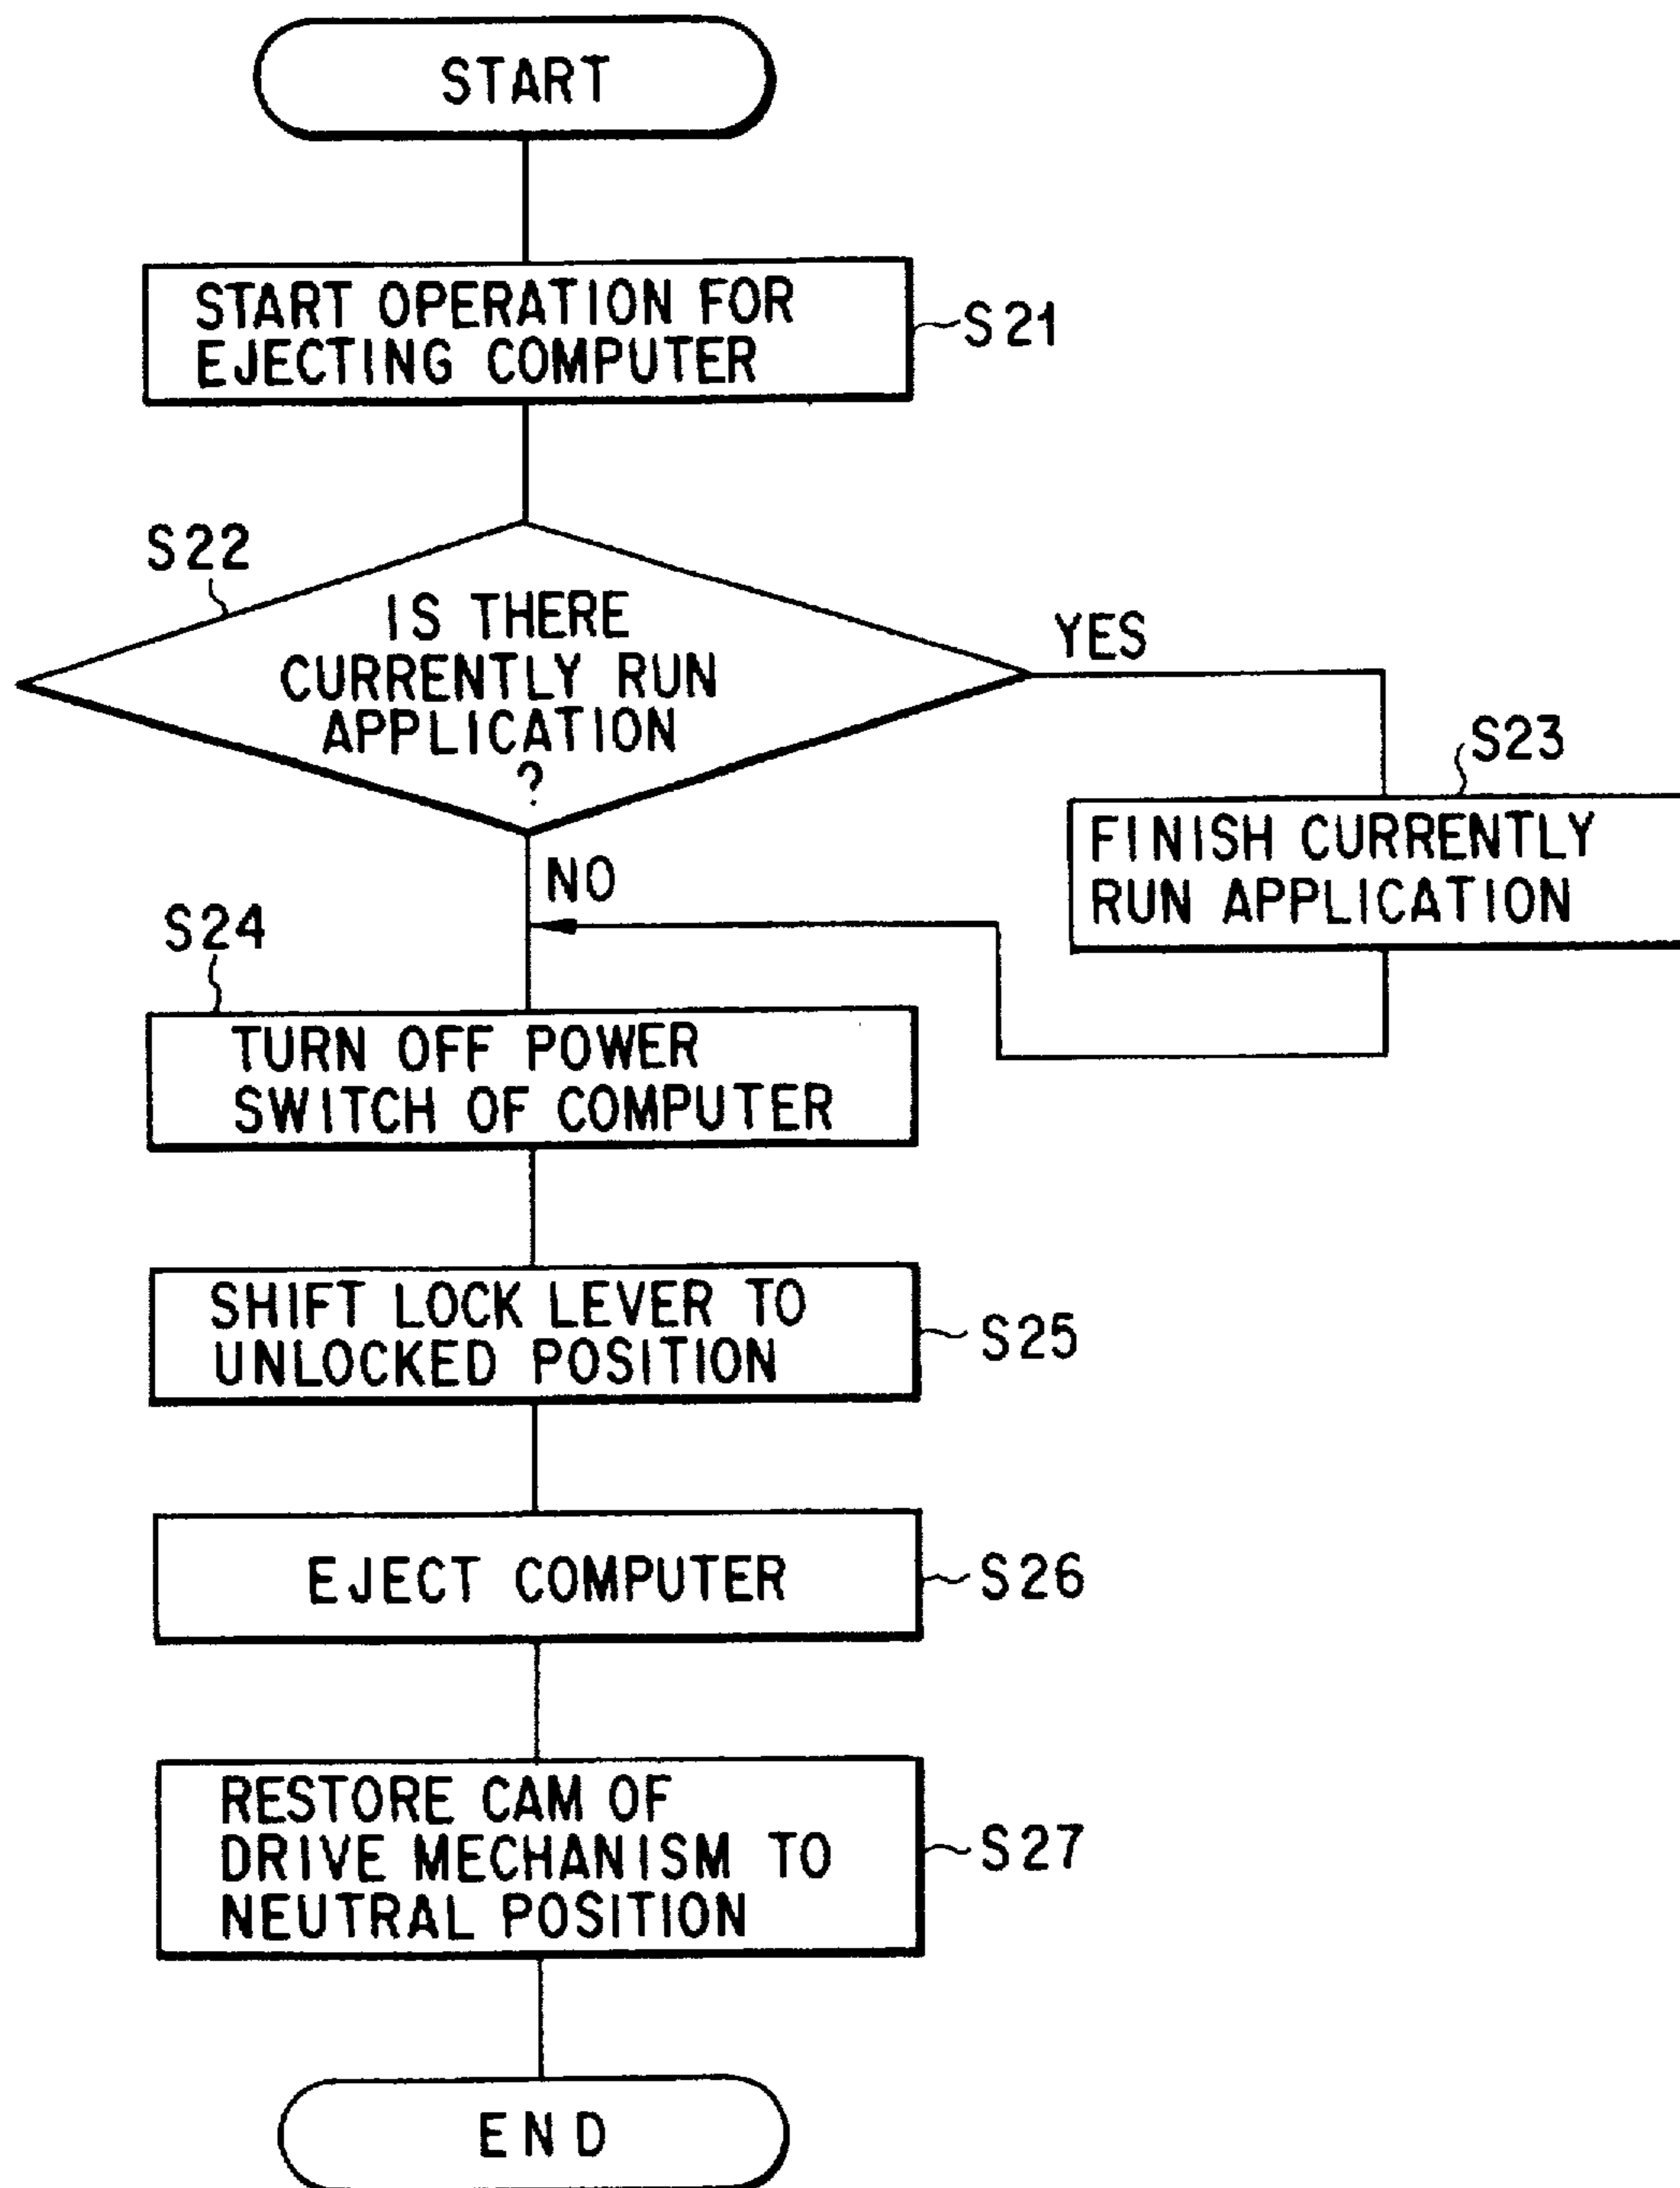 START
START OPERATION FOR
EJECTING COMPUTER
S21
S22
IS THERE
CURRENTLY RUN
APPLICATION
?
YES
NO
S23
FINISH CURRENTLY
RUN APPLICATION
S24
TURN OFF POWER
SWITCH OF COMPUTER
SHIFT LOCK LEVER TO
UNLOCKED POSITION
S25
EJECT COMPUTER
S26
RESTORE CAM OF
DRIVE MECHANISM TO
NEUTRAL POSITION
S27
END